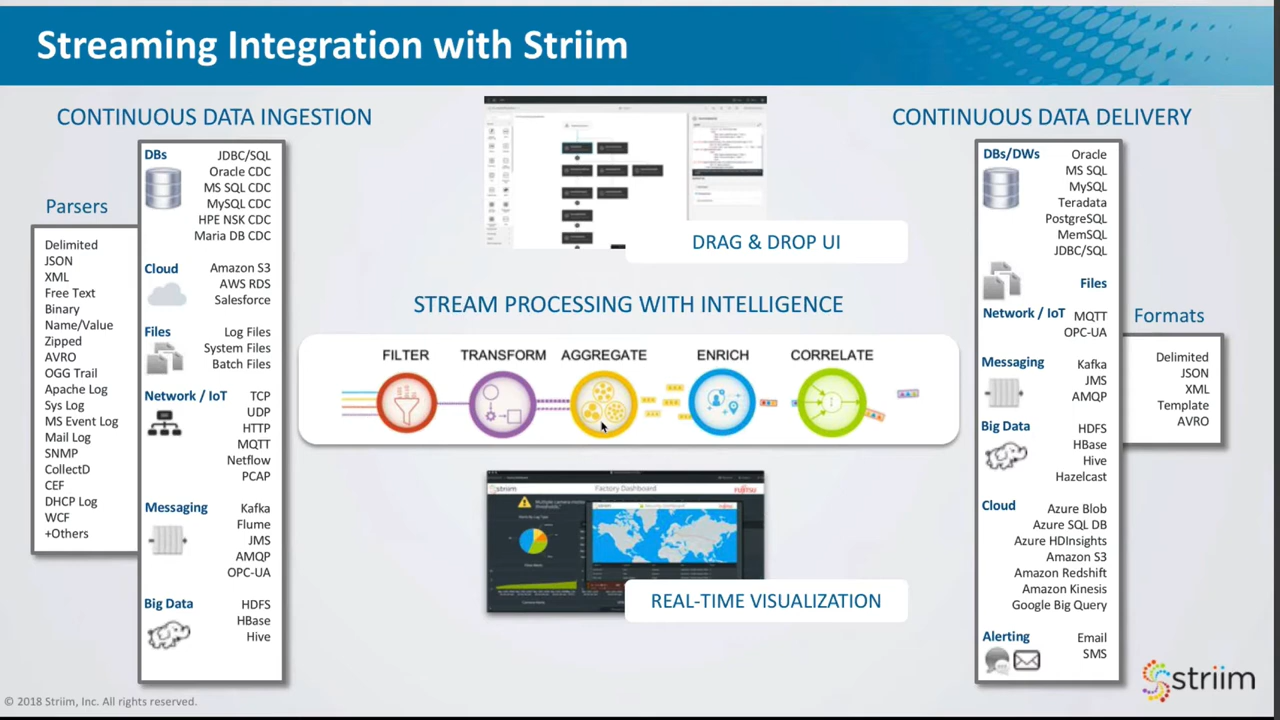 Streaming Integration with Striim
CONTINUOUS DATA INGESTION
Parsers
Delimited
JSON
XML
Free Text
Binary
Name/Value
Zipped
AVRO
OGG Trail
Apache Log
Sys Log
MS Event Log
Mail Log
SNMP
CollectD
CEF
DHCP Log
WCF
+Others
DBs
JDBC/SQL
Oracle CDC
MS SQL CDC
MySQL CDC
HPE NSK CDC
Maria DB CDC
Cloud
Amazon S3
AWS RDS
Salesforce
Files
Log Files
System Files
Batch Files
Network / IoT
TCP
UDP
HTTP
MQTT
Netflow
PCAP
Messaging
Kafka
Flume
JMS
AMQP
OPC-UA
Big Data
HDFS
HBase
Hive
DRAG & DROP UI
STREAM PROCESSING WITH INTELLIGENCE
FILTER
TRANSFORM
AGGREGATE
ENRICH
CORRELATE
striim
Factory Dashboard
FUJITSU
REAL-TIME VISUALIZATION
CONTINUOUS DATA DELIVERY
DBs/DWs
Oracle
MS SQL
MySQL
Teradata
PostgreSQL
MemSQL
JDBC/SQL
Files
Network / IoT
MQTT
OPC-UA
Messaging
Kafka
JMS
AMQP
Big Data
HDFS
HBase
Hive
Hazelcast
Cloud
Azure Blob
Azure SQL DB
Azure HDInsights
Amazon S3
Amazon Redshift
Amazon Kinesis
Google Big Query
Alerting
Email
SMS
Formats
Delimited
JSON
XML
Template
AVRO
striim
© 2018 Striim, Inc. All rights reserved.